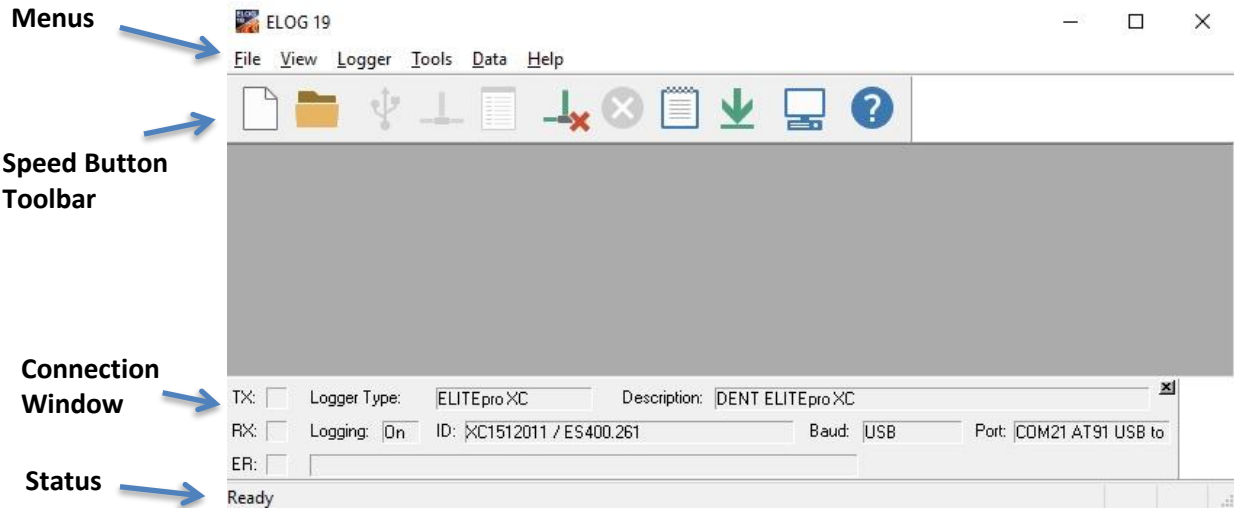 Menus
ELOG 19
File View Logger Tools Data Help
Speed Button
Toolbar
Connection
Window
TX: Logger Type: ELITEpro XC Description: DENT ELITEpro XC
RX: Logging: On ID: XC1512011 / ES400.261 Baud: USB Port: COM21 AT91 USB to
ER:
Status
Ready